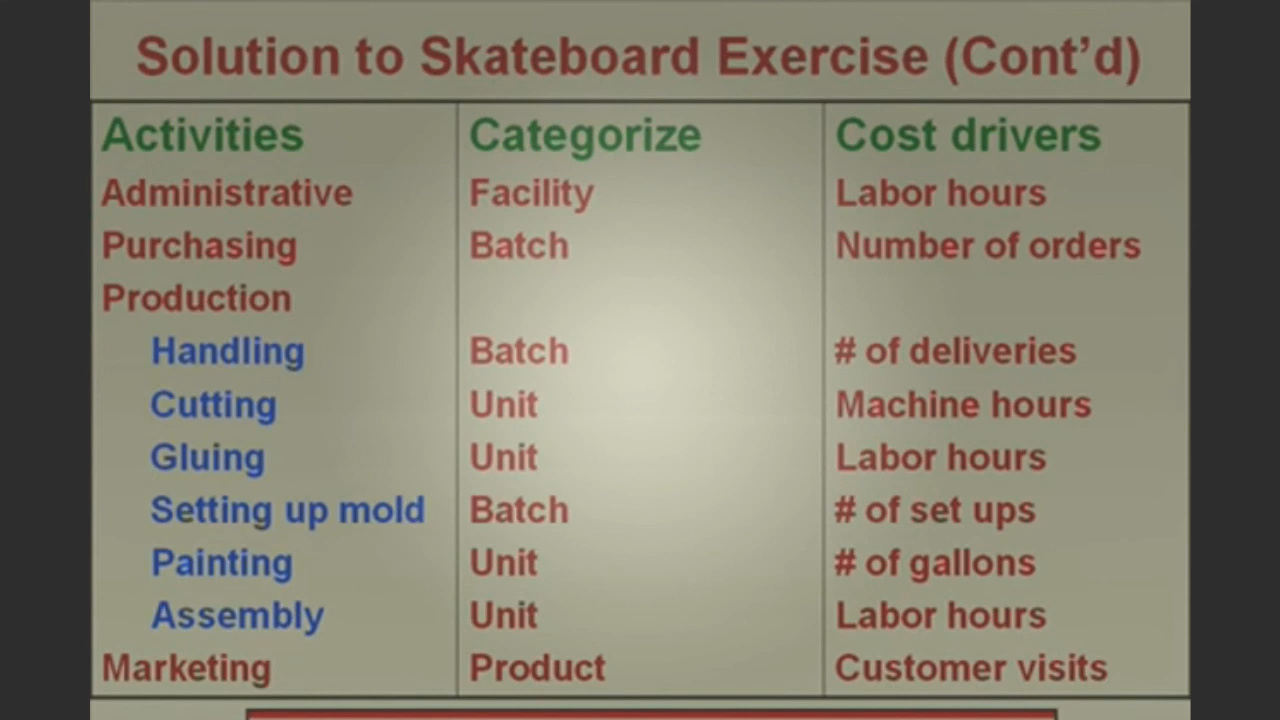 Solution to Skateboard Exercise (Cont'd)
Activities Categorize Cost drivers
Administrative Facility Labor hours
Purchasing Batch Number of orders
Production
Handling Batch # of deliveries
Cutting Unit Machine hours
Gluing Unit Labor hours
Setting up mold Batch # of set ups
Painting Unit # of gallons
Assembly Unit Labor hours
Marketing Product Customer visits